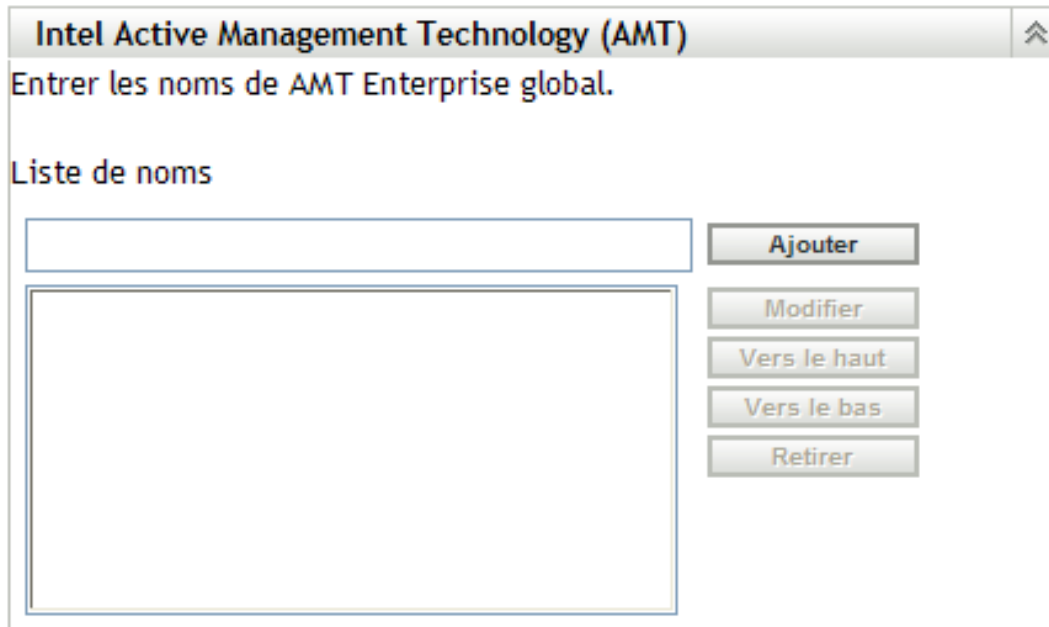 Intel Active Management Technology (AMT)
Entrer les noms de AMT Enterprise global.
Liste de noms
Ajouter
Modifier
Vers le haut
Vers le bas
Retirer